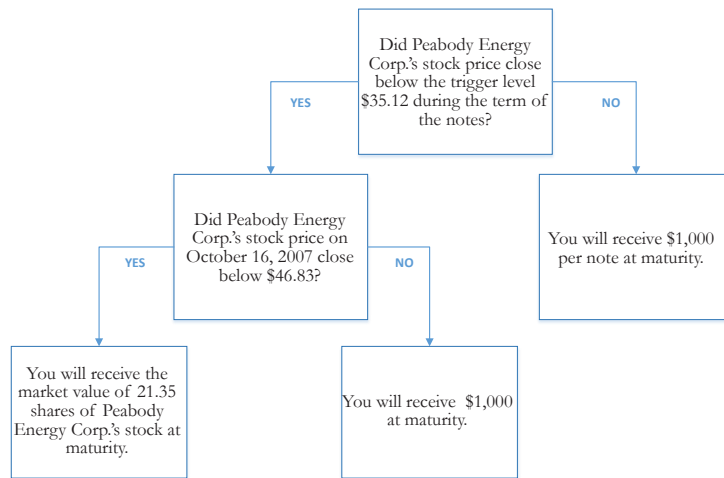 Did Peabody Energy
Corp.'s stock price close
below the trigger level
$35.12 during the term of
the notes?
YES
NO
Did Peabody Energy
Corp.'s stock price on
October 16, 2007 close
below $46.83?
You will receive $1,000
per note at maturity.
YES
NO
You will receive the
market value of 21.35
shares of Peabody
Energy Corp.'s stock at
maturity.
You will receive $1,000
at maturity.